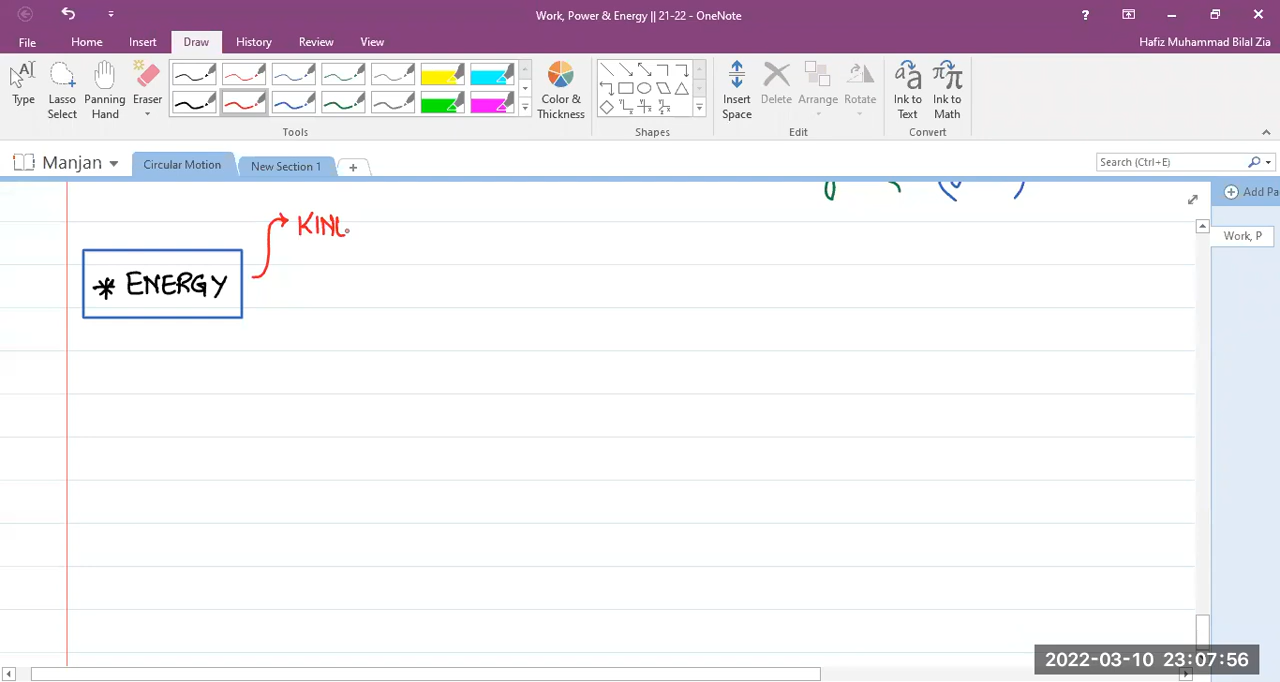 Work, Power & Energy || 21-22 - OneNote
?
File Home Insert Draw History Review View Hafiz Muhammad Bilal Zia
Type Lasso Select Panning Hand Eraser Color & Thickness Insert Space Delete Arrange Rotate Ink to Text Ink to Math
Tools Shapes Edit Convert
Manjan Circular Motion New Section 1 + Search (Ctrl+E)
Add Pa
Work, P
* ENERGY
2022-03-10 23:07:56